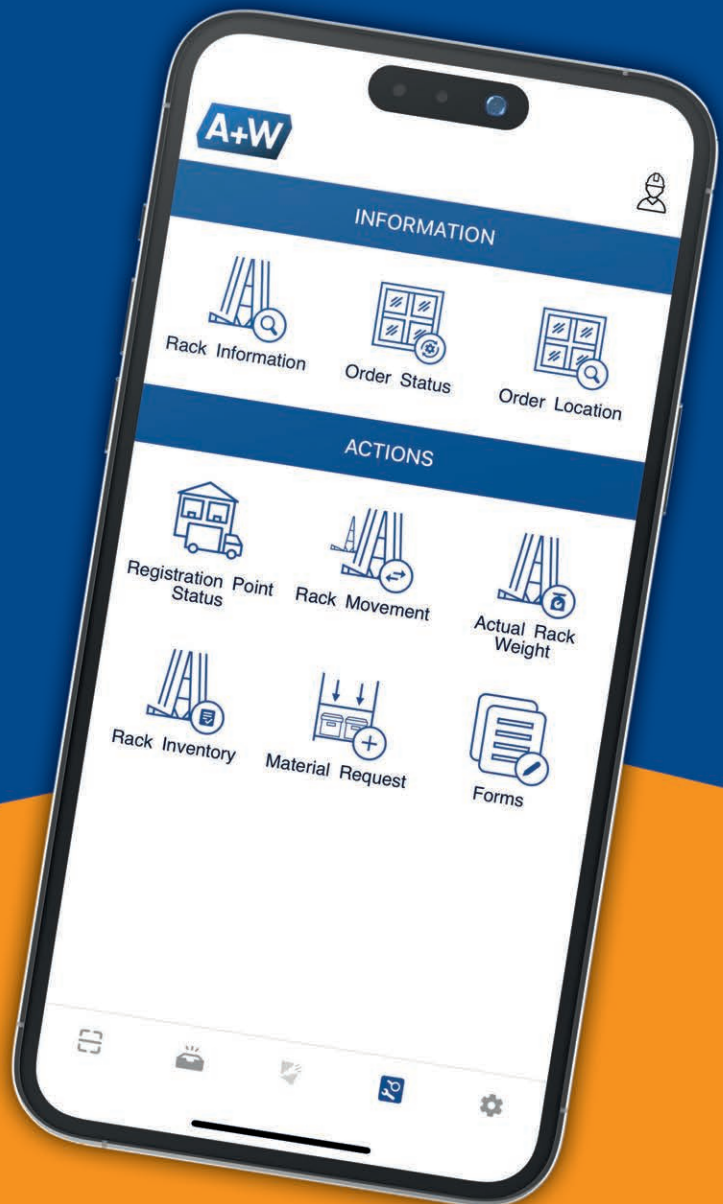 A+W
INFORMATION
Rack Information
Order Status
Order Location
ACTIONS
Registration Point
Status
Rack Movement
Actual Rack
Weight
Rack Inventory
Material Request
Forms